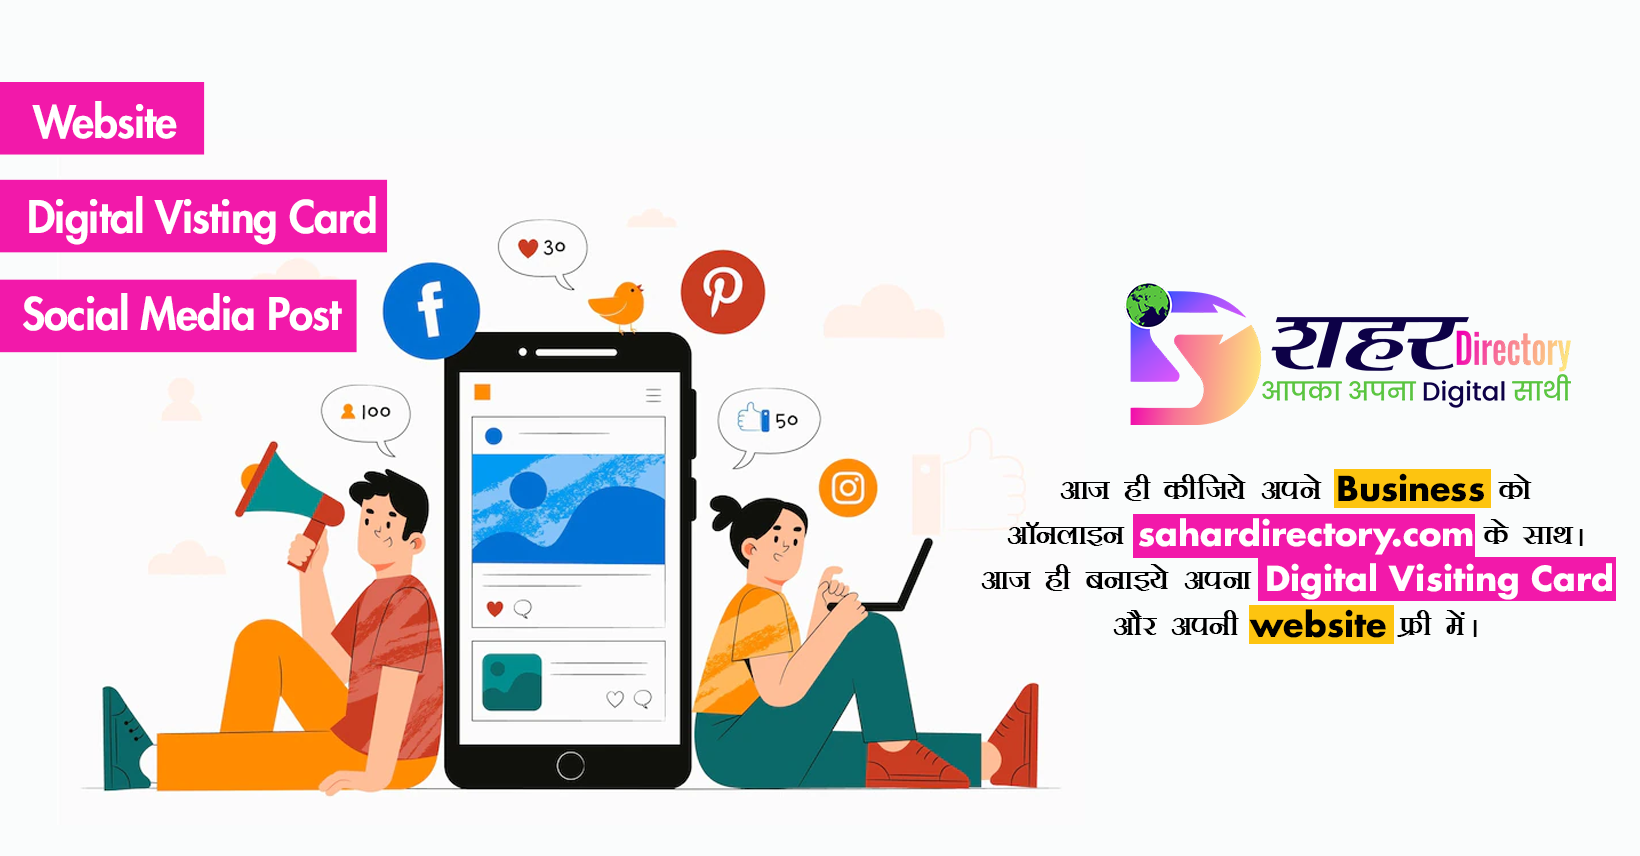 Website
Digital Visting Card
Social Media Post
30
100
50
शहर Directory
आपका अपना Digital साथी
आज ही कीजिये अपने Business को
ऑनलाइन sahardirectory.com के साथ।
आज ही बनाइये अपना Digital Visiting Card
और अपनी website फ्री में।